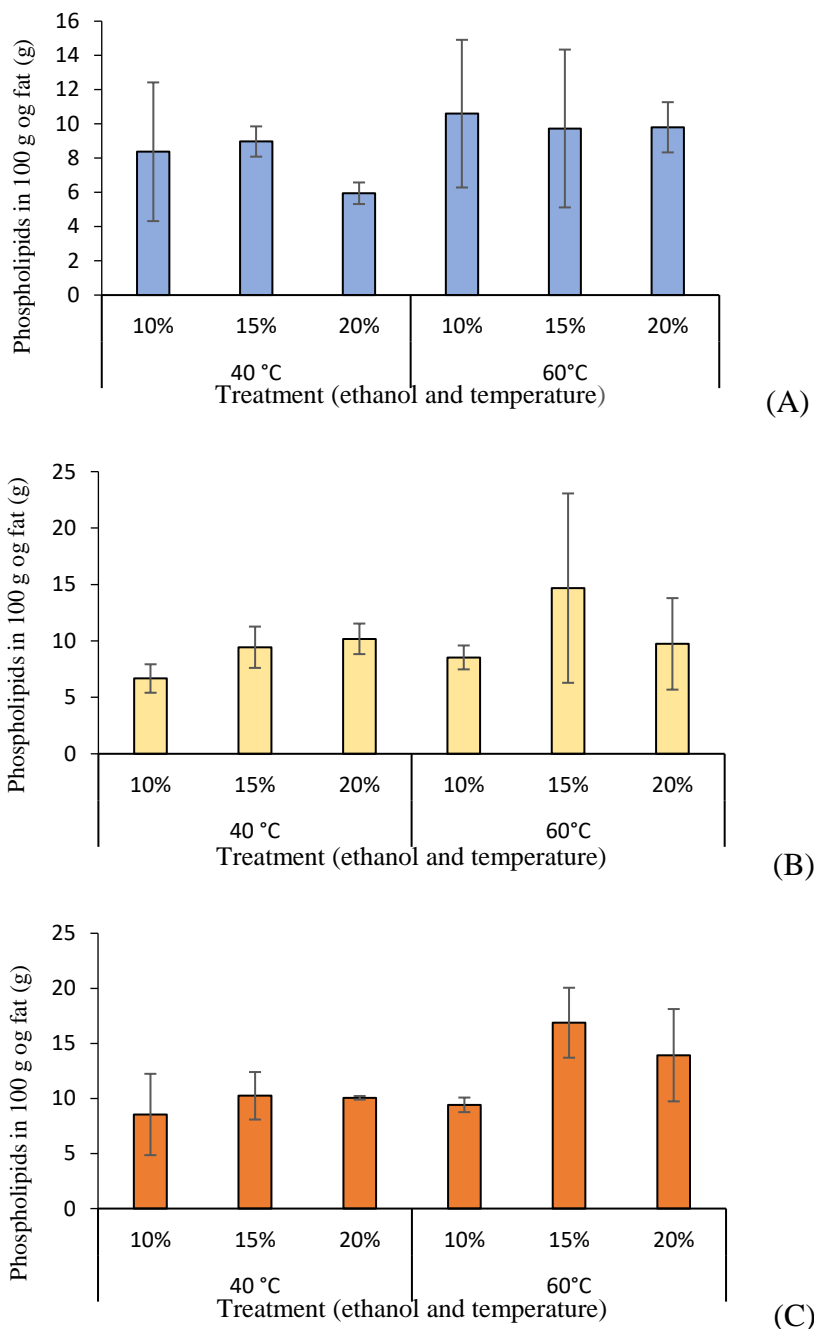 Phospholipids in 100 g og fat (g)
16
14
12
10
8
6
4
2
0
10% 15% 20% 10% 15% 20%
40 °C 60°C
Treatment (ethanol and temperature)
(A)
Phospholipids in 100 g og fat (g)
25
20
15
10
5
0
10% 15% 20% 10% 15% 20%
40 °C 60°C
Treatment (ethanol and temperature)
(B)
Phospholipids in 100 g og fat (g)
25
20
15
10
5
0
10% 15% 20% 10% 15% 20%
40 °C 60°C
Treatment (ethanol and temperature)
(C)